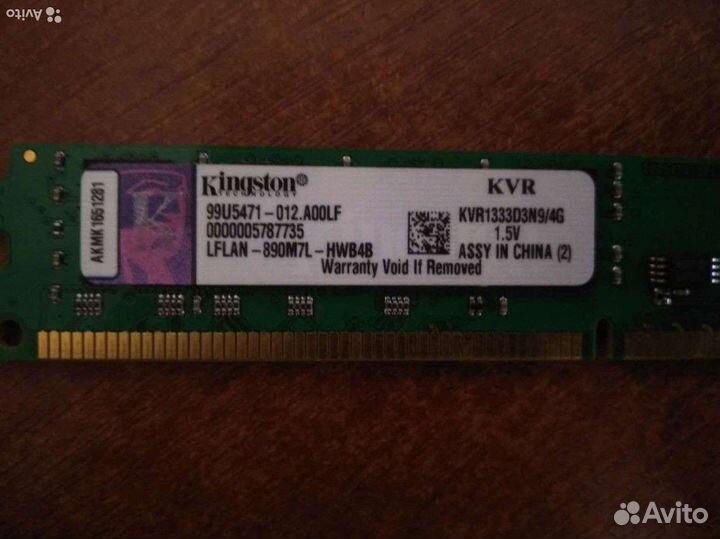 Avito
AKMK1651281
Kingston
TECHNOLOGY
99U5471-012.A00LF
0000005787735
LFLAN-890M7L-HWB4B
KVR
KVR1333D3N9/4G
1.5V
ASSY IN CHINA (2)
Warranty Void If Removed
Avito